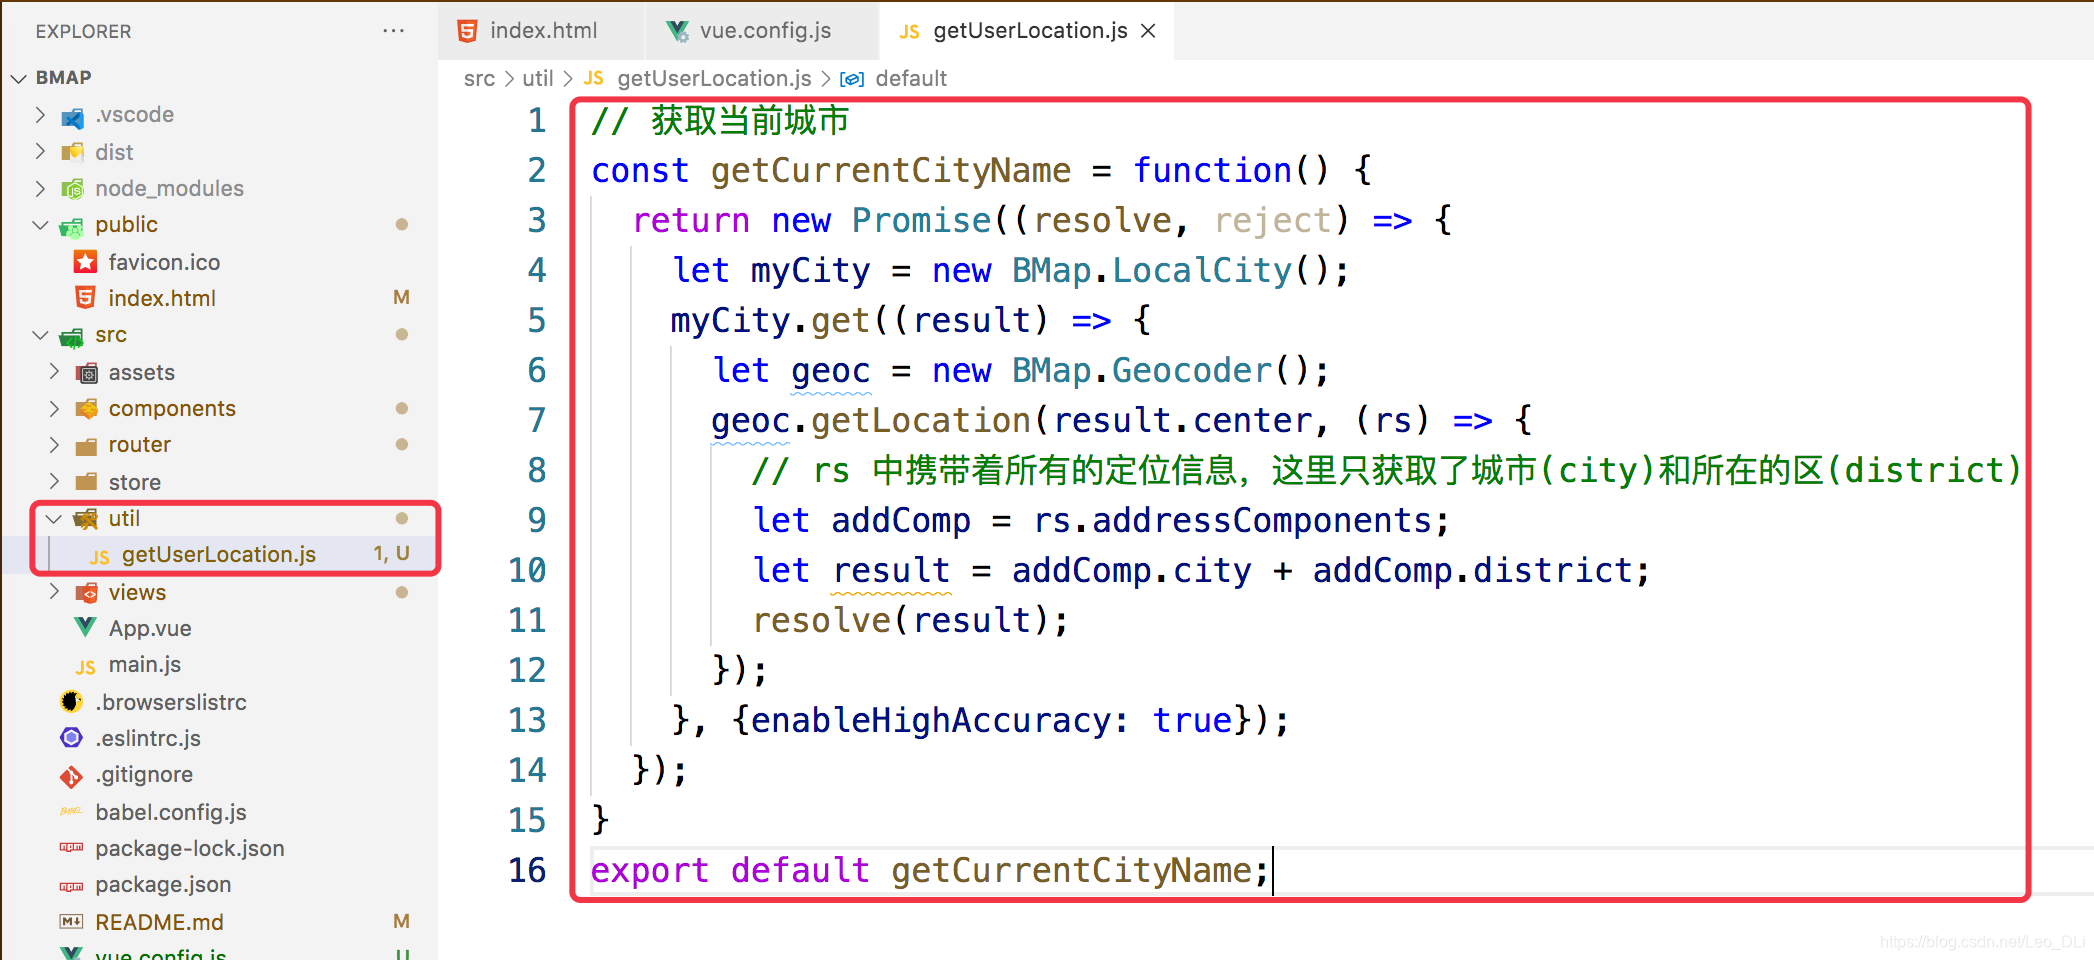 EXPLORER
BMAP
.vscode
dist
node_modules
public
favicon.ico
index.html M
src
assets
components
router
store
util
getUserLocation.js 1, U
views
App.vue
main.js
.browserslistrc
.eslintrc.js
.gitignore
babel.config.js
package-lock.json
package.json
README.md M
vue.config.js U
index.html vue.config.js JS getUserLocation.js
src > util > JS getUserLocation.js > default
1 // 获取当前城市
2 const getCurrentCityName = function() {
3 return new Promise((resolve, reject) => {
4 let myCity = new BMap.LocalCity();
5 myCity.get((result) => {
6 let geoc = new BMap.Geocoder();
7 geoc.getLocation(result.center, (rs) => {
8 // rs 中携带着所有的定位信息，这里只获取了城市(city)和所在的区(district)
9 let addComp = rs.addressComponents;
10 let result = addComp.city + addComp.district;
11 resolve(result);
12 });
13 }, {enableHighAccuracy: true});
14 });
15 }
16 export default getCurrentCityName;
https://blog.csdn.net/Leo_DLi